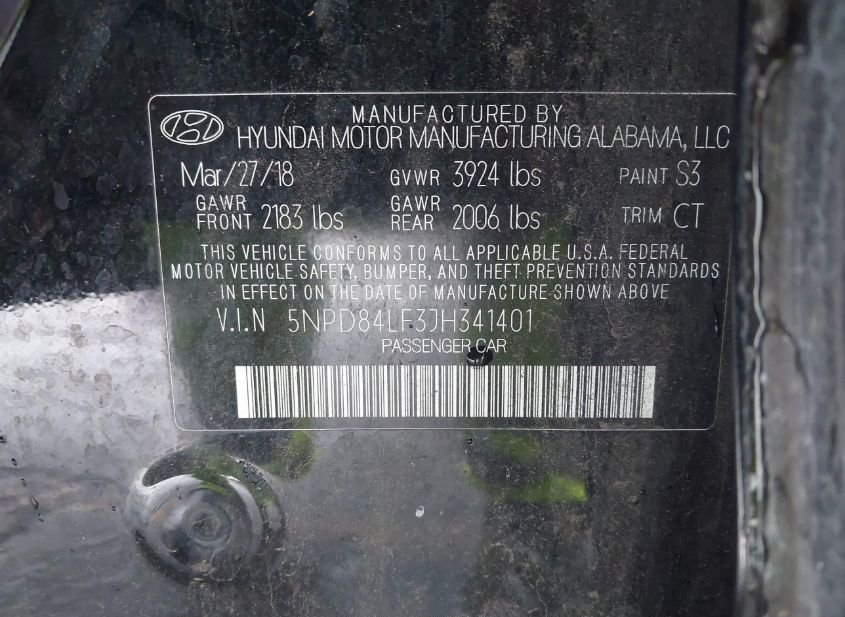 MANUFACTURED BY
HYUNDAI MOTOR MANUFACTURING ALABAMA, LLC
Mar/27/18 GVWR 3924 lbs PAINT S3
GAWR FRONT 2183 lbs GAWR REAR 2006 lbs TRIM CT
THIS VEHICLE CONFORMS TO ALL APPLICABLE U.S.A. FEDERAL
MOTOR VEHICLE SAFETY, BUMPER, AND THEFT PREVENTION STANDARDS
IN EFFECT ON THE DATE OF MANUFACTURE SHOWN ABOVE
V.I.N 5NPD84LF3JH341401
PASSENGER CAR